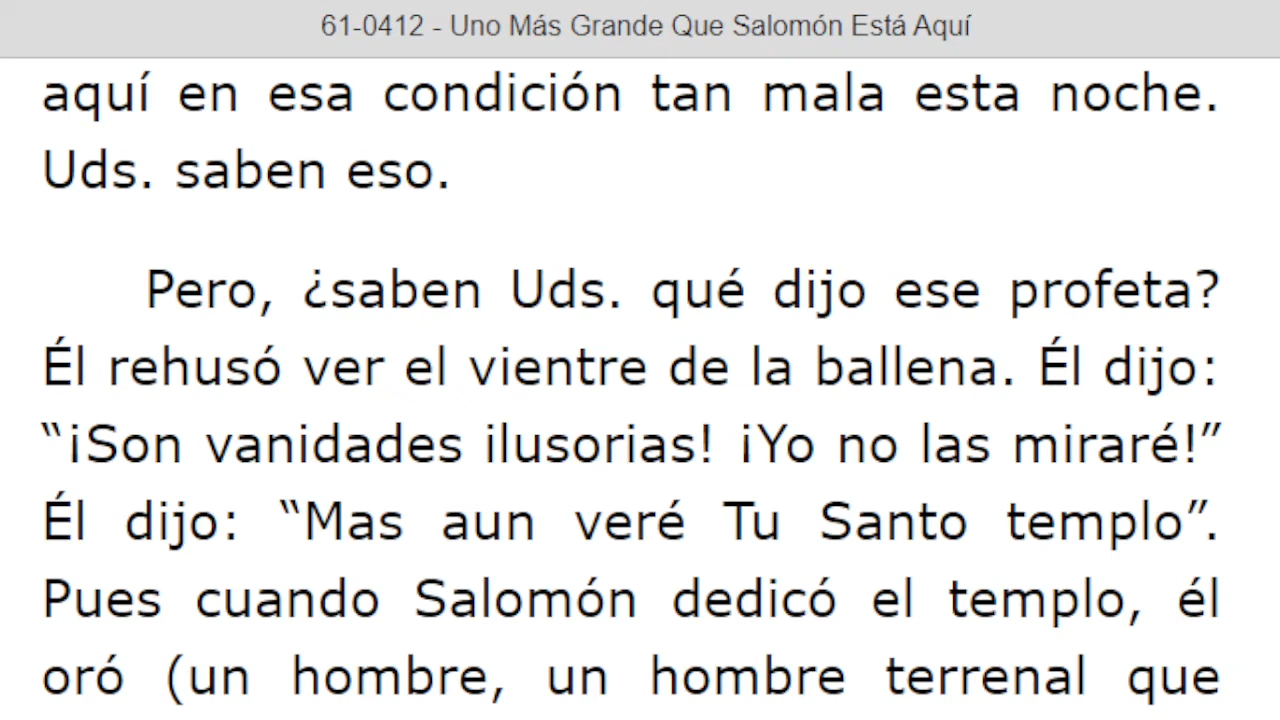 61-0412 - Uno Más Grande Que Salomón Está Aquí
aquí en esa condición tan mala esta noche.
Uds. saben eso.
Pero, ¿saben Uds. qué dijo ese profeta?
Él rehusó ver el vientre de la ballena. Él dijo:
“¡Son vanidades ilusorias! ¡Yo no las miraré!”
Él dijo: “Mas aun veré Tu Santo templo”.
Pues cuando Salomón dedicó el templo, él
oró (un hombre, un hombre terrenal que